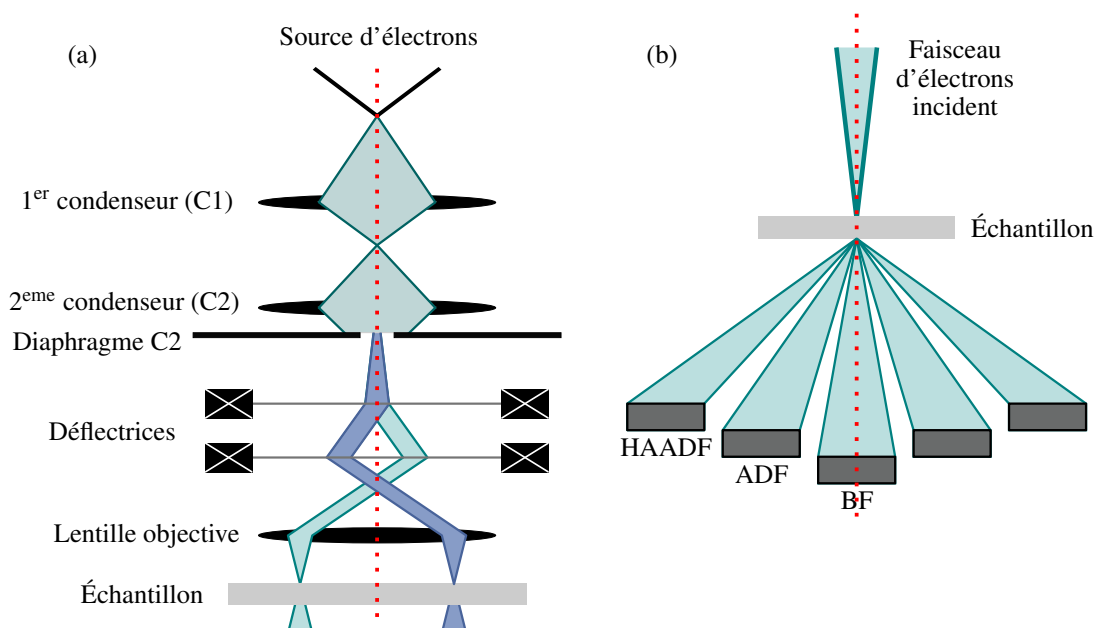 (a)
Source d'électrons
1er condenseur (C1)
2eme condenseur (C2)
Diaphragme C2
Déflectrices
Lentille objective
Échantillon
(b)
Faisceau
d'électrons
incident
Échantillon
HAADF
ADF
BF